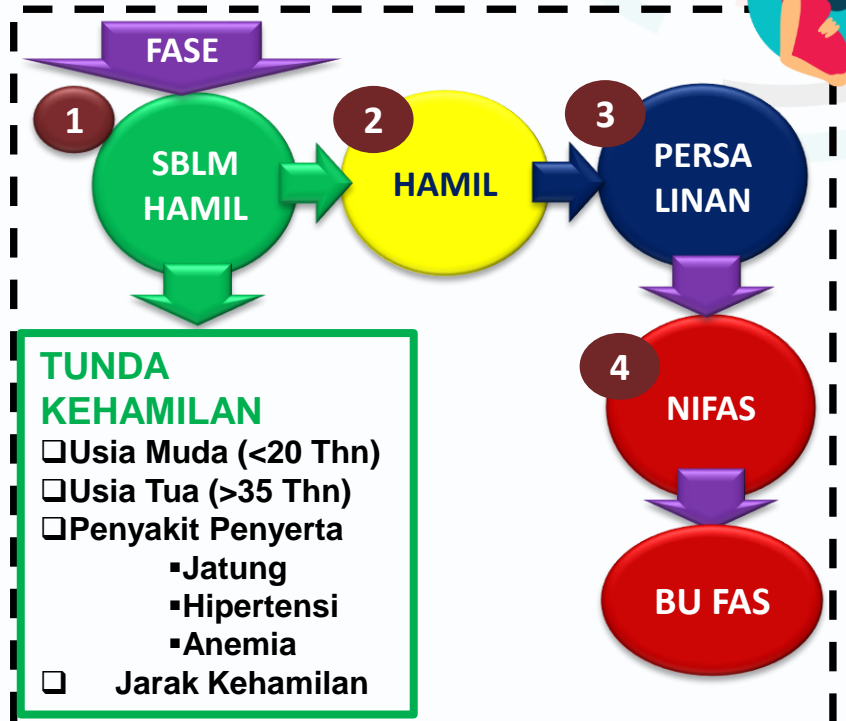 FASE
1
SBLM
HAMIL
2
HAMIL
3
PERSA
LINAN
TUNDA
KEHAMILAN
❑Usia Muda (<20 Thn)
❑Usia Tua (>35 Thn)
❑Penyakit Penyerta
▪Jatung
▪Hipertensi
▪Anemia
❑ Jarak Kehamilan
4
NIFAS
BU FAS